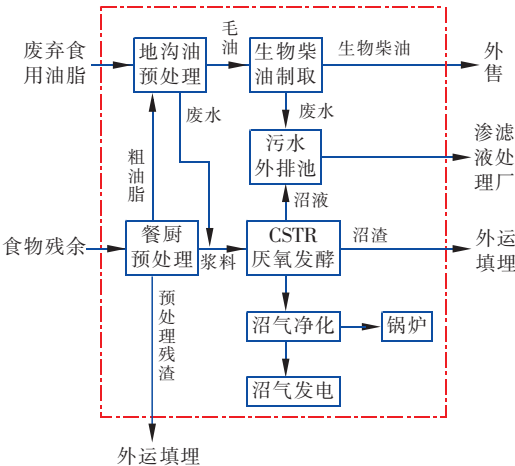 废弃食
用油脂
地沟油
预处理
毛
油
生物柴
油制取
生物柴油
外
售
废水
废水
粗
油
脂
污水
外排池
渗滤
液处
理厂
沼液
食物残余
餐厨
预处理
浆料
CSTR
厌氧发酵
沼渣
外运
填埋
预
处
理
残
渣
沼气净化
锅炉
沼气发电
外运填埋